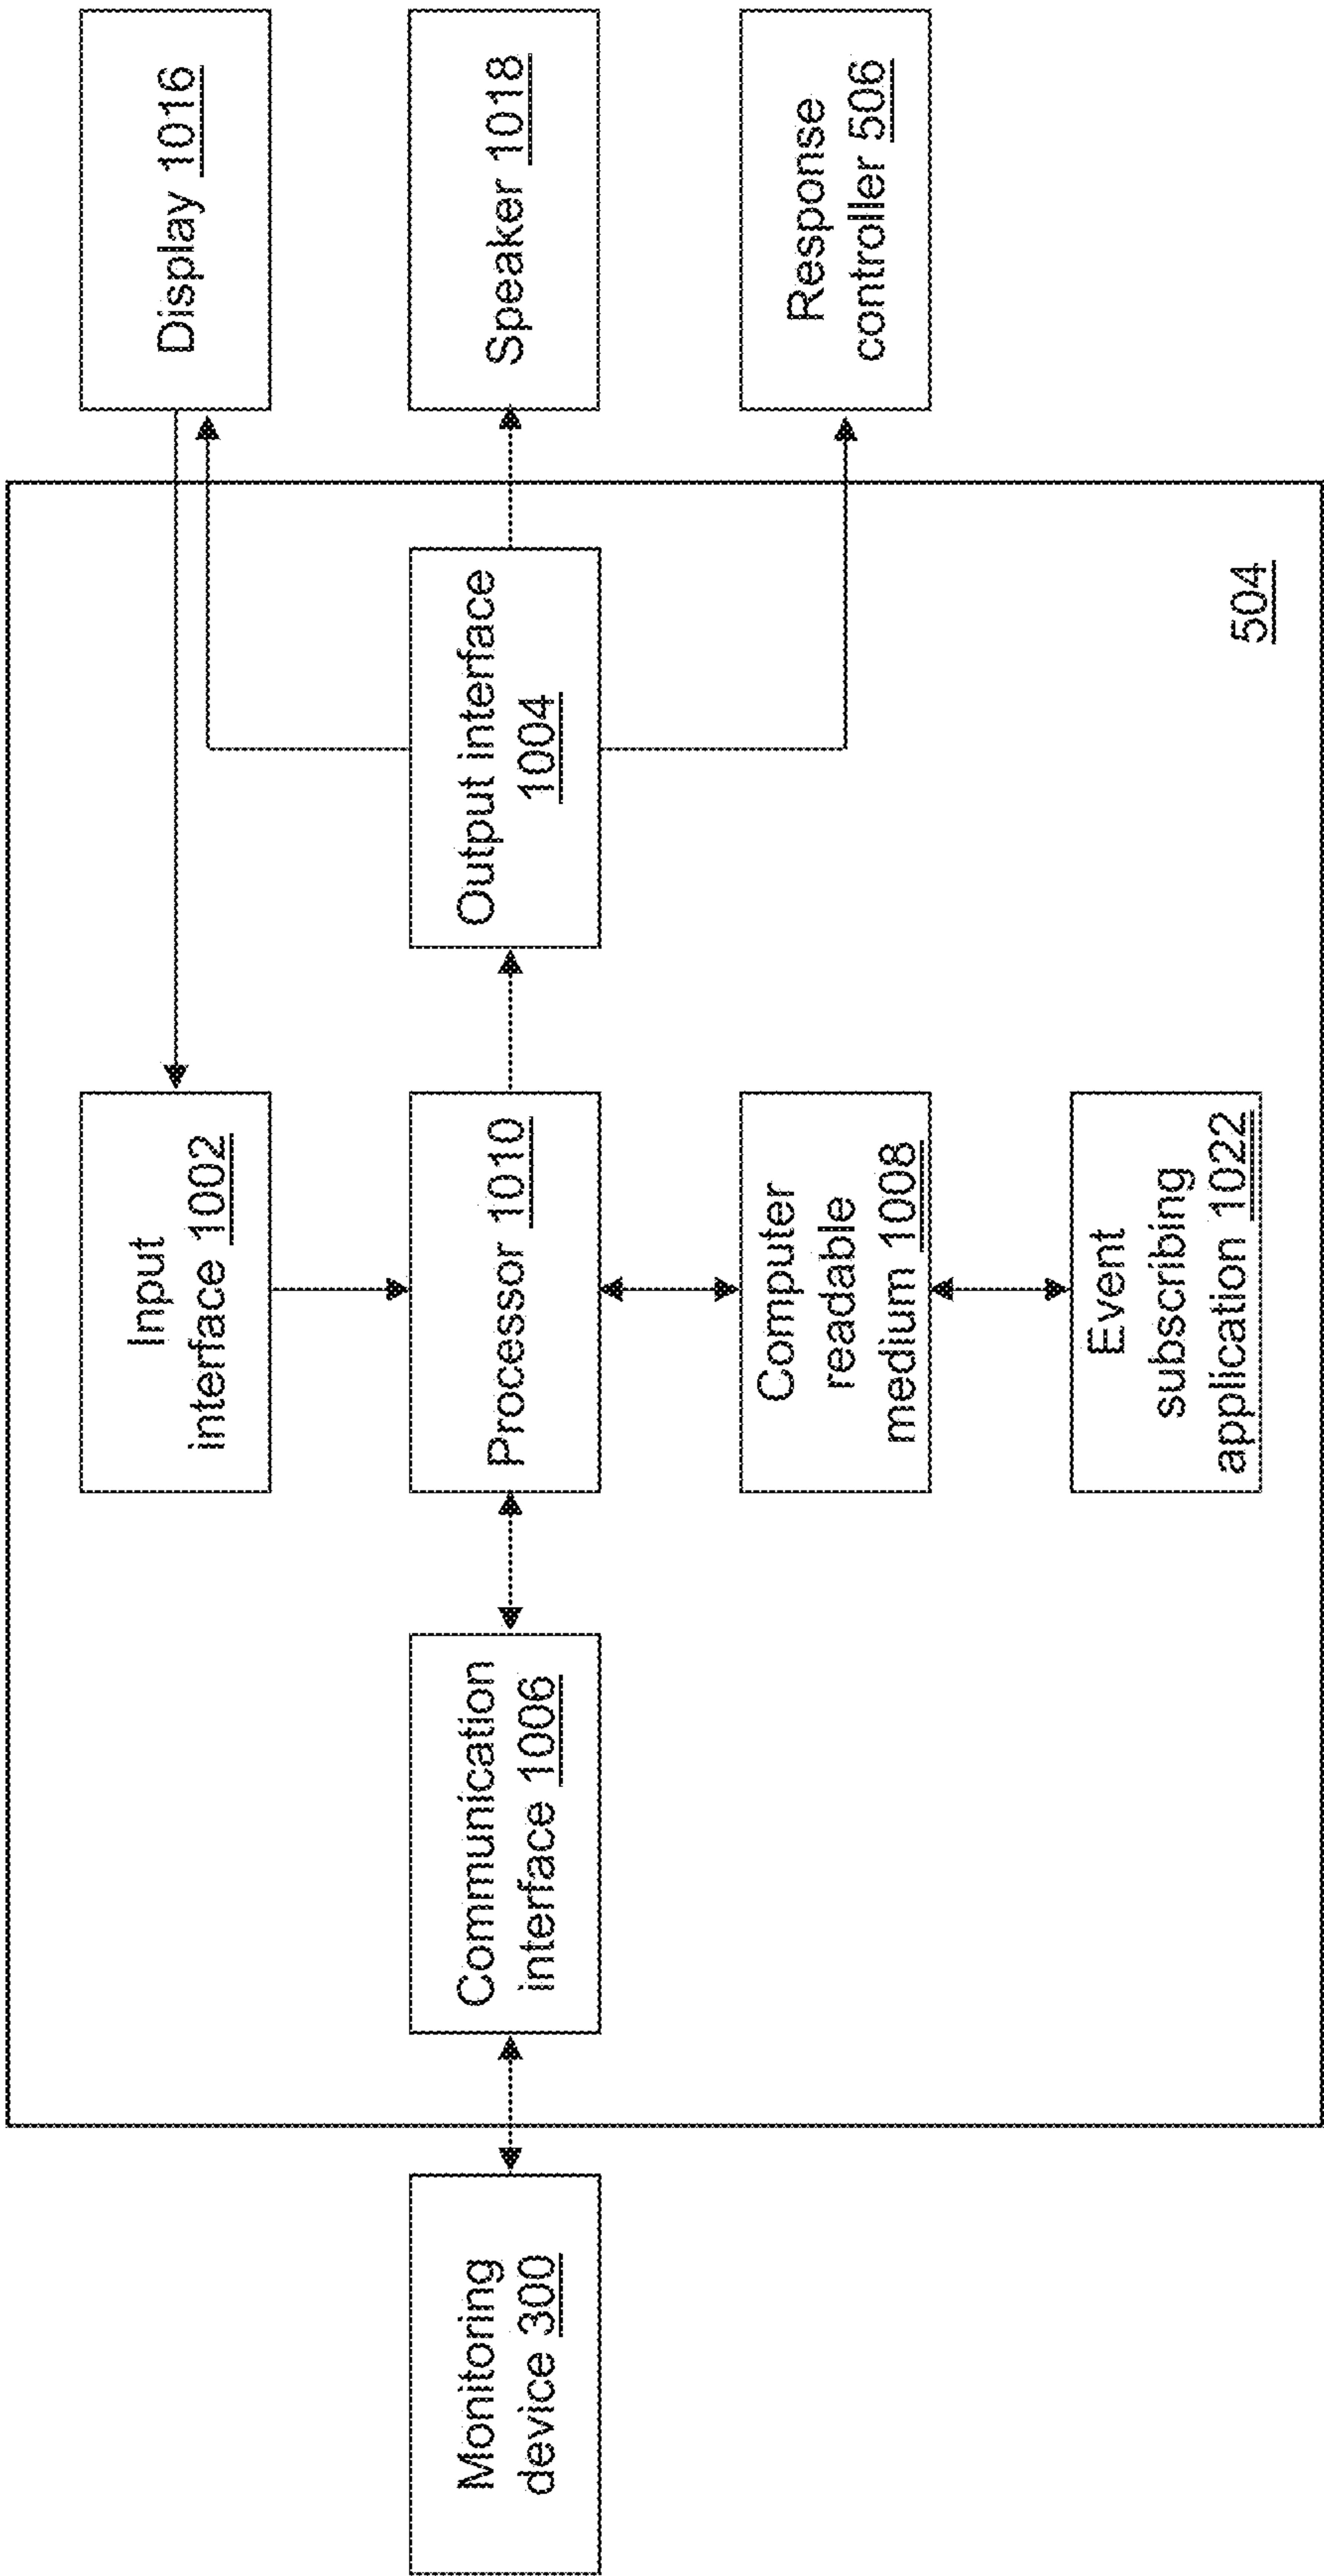 Input
interface 1002
Display 1016
Monitoring
device 300
Communication
interface 1006
Processor 1010
Output interface
1004
Speaker 1018
Computer
readable
medium 1008
Response
controller 506
Event
subscribing
application 1022
504